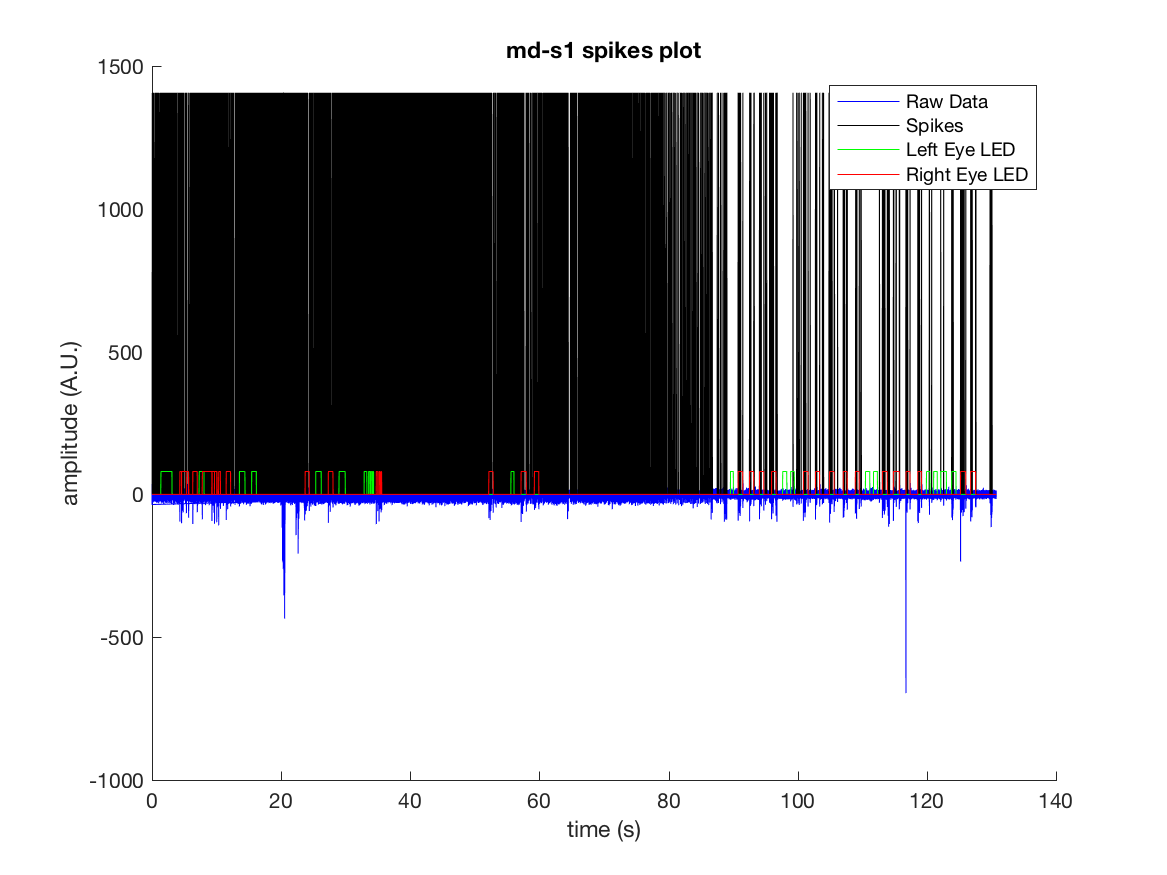 md-s1 spikes plot
1500
1000
500
0
-500
-1000
amplitude (A.U.)
Raw Data
Spikes
Left Eye LED
Right Eye LED
0 20 40 60 80 100 120 140
time (s)